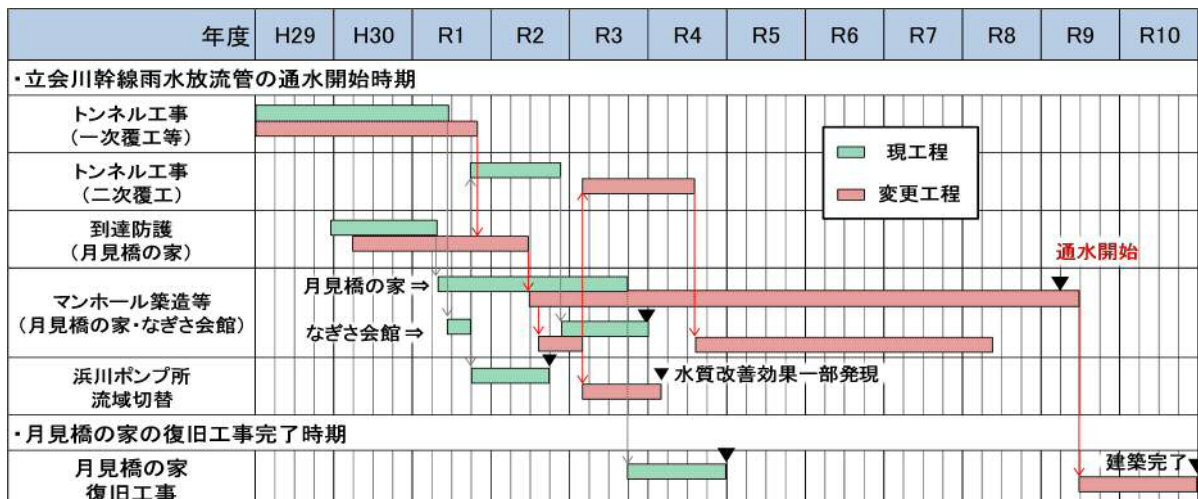 年度 H29 H30 R1 R2 R3 R4 R5 R6 R7 R8 R9 R10
・立会川幹線雨水放流管の通水開始時期
トンネル工事
(一次覆工等)
現工程
トンネル工事
(二次覆工)
変更工程
到達防護
(月見橋の家)
通水開始
月見橋の家⇒
マンホール築造等
(月見橋の家・なぎさ会館)
なぎさ会館⇒
浜川ポンプ所
流域切替
▼水質改善効果一部発現
・月見橋の家の復旧工事完了時期
月見橋の家
復旧工事
建築完了